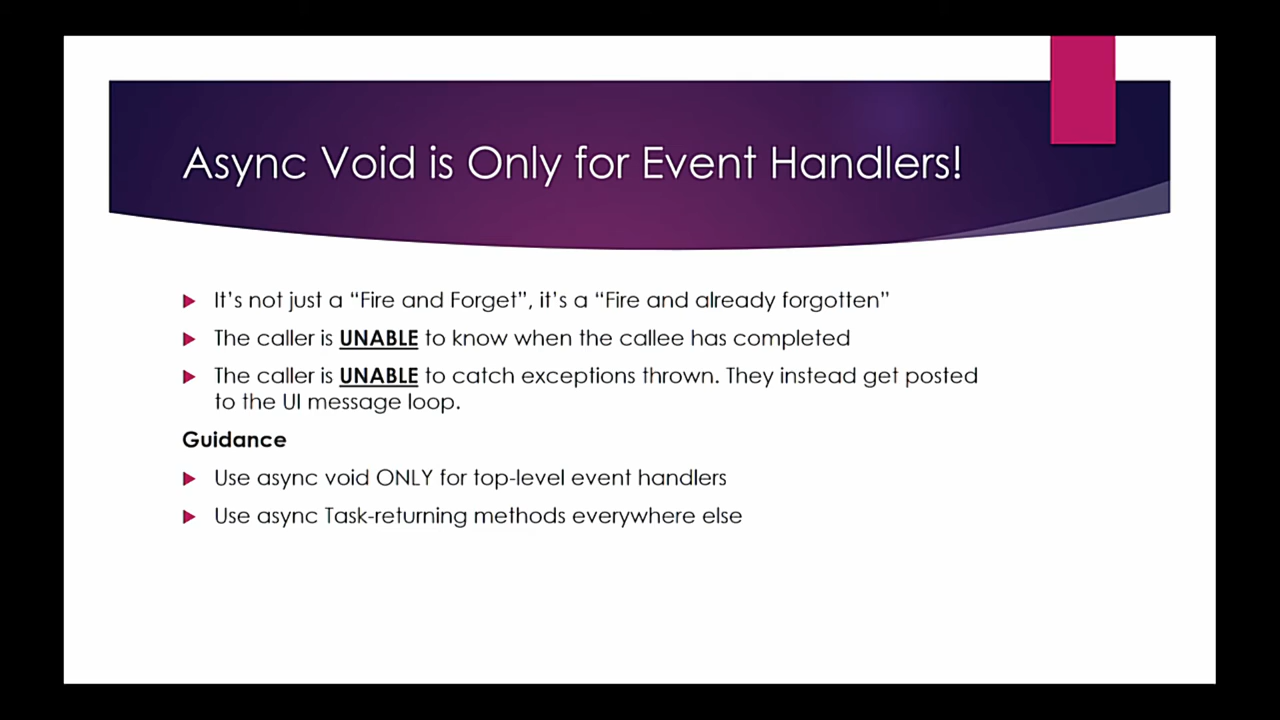 Async Void is Only for Event Handlers!
It’s not just a “Fire and Forget”, it’s a “Fire and already forgotten”
The caller is UNABLE to know when the callee has completed
The caller is UNABLE to catch exceptions thrown. They instead get posted
to the UI message loop.
Guidance
Use async void ONLY for top-level event handlers
Use async Task-returning methods everywhere else